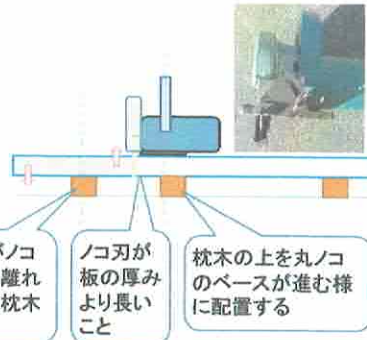 がノコ
離れ
枕木
ノコ刃が
板の厚み
より長い
こと
枕木の上を丸ノコ
のベースが進む様
に配置する